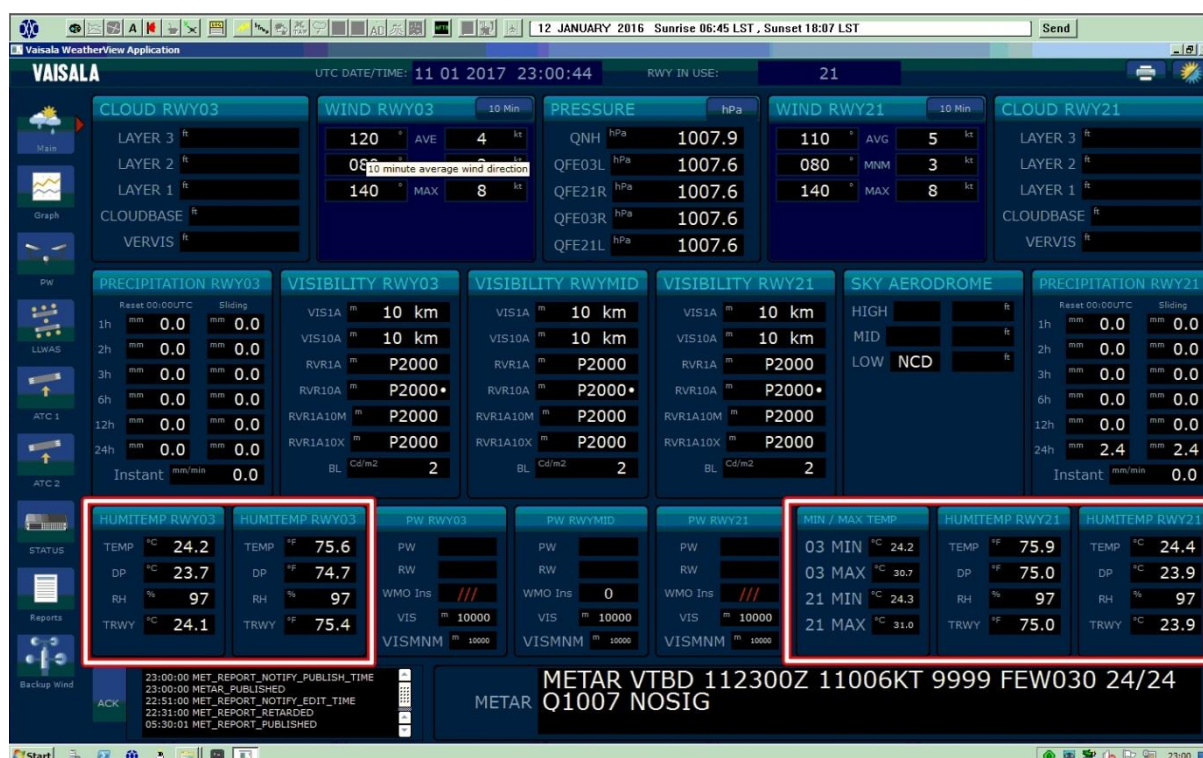 12 JANUARY 2016 Sunrise 06:45 LST , Sunset 18:07 LST Send
Vaisala WeatherView Application
VAISALA UTC DATE/TIME: 11 01 2017 23:00:44 RWY IN USE: 21
Main
Graph
PW
LLWAS
ATC 1
ATC 2
STATUS
Reports
Backup Wind
CLOUD RWY03
LAYER 3 ft
LAYER 2 ft
LAYER 1 ft
CLOUDBASE ft
VERVIS ft
WIND RWY03 10 Min
120 ° AVE 4 kt
10 minute average wind direction
140 ° MAX 8 kt
PRESSURE hPa
QNH hPa 1007.9
QFE03L hPa 1007.6
QFE21R hPa 1007.6
QFE03R hPa 1007.6
QFE21L hPa 1007.6
WIND RWY21 10 Min
110 ° AVG 5 kt
080 MNM 3 kt
140 ° MAX 8 kt
CLOUD RWY21
LAYER 3 ft
LAYER 2 ft
LAYER 1 ft
CLOUDBASE ft
VERVIS ft
PRECIPITATION RWY03
Reset 00:00UTC Sliding
1h mm 0.0 mm 0.0
2h mm 0.0 mm 0.0
3h mm 0.0 mm 0.0
6h mm 0.0 mm 0.0
12h mm 0.0 mm 0.0
24h mm 0.0 mm 0.0
Instant mm/min 0.0
VISIBILITY RWY03
VIS1A m 10 km
VIS10A m 10 km
RVR1A m P2000
RVR10A m P2000•
RVR1A10M m P2000
RVR1A10X m P2000
BL Cd/m2 2
VISIBILITY RWYMID
VIS1A m 10 km
VIS10A m 10 km
RVR1A m P2000
RVR10A m P2000•
RVR1A10M m P2000
RVR1A10X m P2000
BL Cd/m2 2
VISIBILITY RWY21
VIS1A m 10 km
VIS10A m 10 km
RVR1A m P2000
RVR10A m P2000•
RVR1A10M m P2000
RVR1A10X m P2000
BL Cd/m2 2
SKY AERODROME
HIGH ft
MID ft
LOW NCD ft
PRECIPITATION RWY21
Reset 00:00UTC Sliding
1h mm 0.0 mm 0.0
2h mm 0.0 mm 0.0
3h mm 0.0 mm 0.0
6h mm 0.0 mm 0.0
12h mm 0.0 mm 0.0
24h mm 2.4 mm 2.4
Instant mm/min 0.0
HUMITEMP RWY03
TEMP °C 24.2
DP °C 23.7
RH % 97
TRWY °C 24.1
HUMITEMP RWY03
TEMP °F 75.6
DP °F 74.7
RH % 97
TRWY °F 75.4
PW RWY03
PW
RW
WMO Ins ///
VIS m 10000
VISMNM m 10000
PW RWYMID
PW
RW
WMO Ins 0
VIS m 10000
VISMNM m 10000
PW RWY21
PW
RW
WMO Ins ///
VIS m 10000
VISMNM m 10000
MIN / MAX TEMP
03 MIN °C 24.2
03 MAX °C 30.7
21 MIN °C 24.3
21 MAX °C 31.0
HUMITEMP RWY21
TEMP °F 75.9
DP °F 75.0
RH % 97
TRWY °F 75.0
HUMITEMP RWY21
TEMP °C 24.4
DP °C 23.9
RH % 97
TRWY °C 23.9
ACK
23:00:00 MET_REPORT_NOTIFY_PUBLISH_TIME
23:00:00 METAR_PUBLISHED
22:51:00 MET_REPORT_NOTIFY_EDIT_TIME
22:31:00 MET_REPORT_RETARDED
05:30:01 MET_REPORT_PUBLISHED
METAR
METAR VTBD 112300Z 11006KT 9999 FEW030 24/24
Q1007 NOSIG
Start 23:00